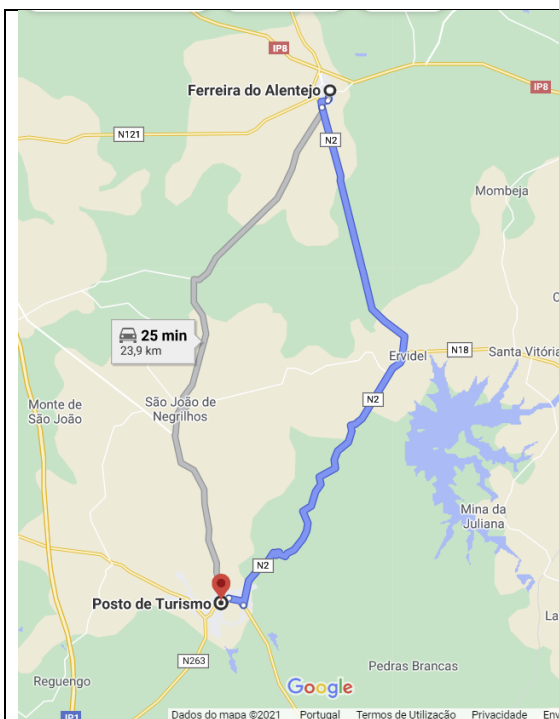 IP8
Ferreira do Alentejo
IP8
N121
N2
Mombeja
25 min
23,9 km
Ervidel
N18
Santa Vitória
São João de
Negrilhos
Monte de
São João
N2
Mina da
Juliana
N2
Posto de Turismo
La
N263
Pedras Brancas
Reguengo
Google
IP1
Dados do mapa ©2021 Portugal Termos de Utilização Privacidade Env